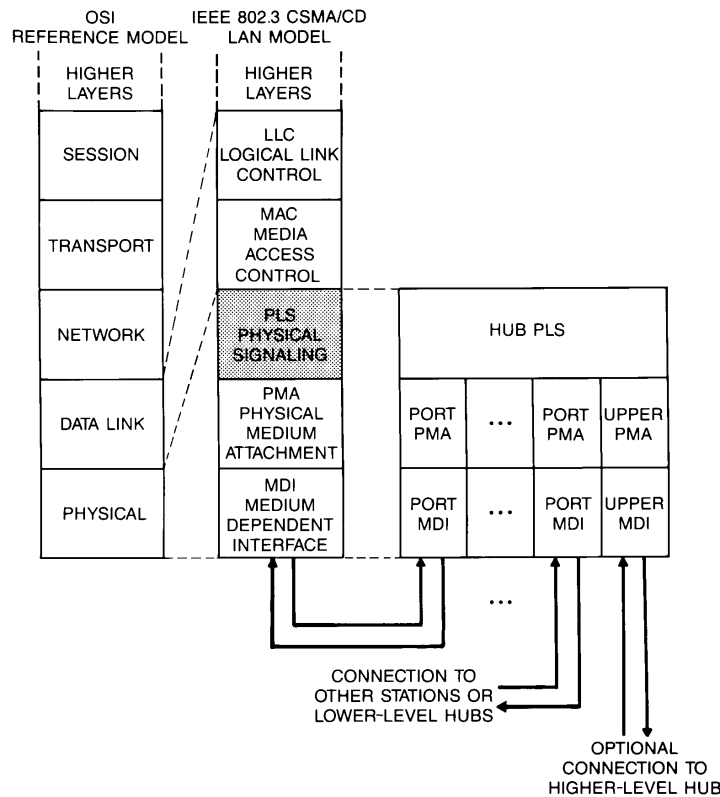 OSI
REFERENCE MODEL
IEEE 802.3 CSMA/CD
LAN MODEL
HIGHER
LAYERS
SESSION
TRANSPORT
NETWORK
DATA LINK
PHYSICAL
HIGHER
LAYERS
LLC
LOGICAL LINK
CONTROL
MAC
MEDIA
ACCESS
CONTROL
PLS
PHYSICAL
SIGNALING
PMA
PHYSICAL
MEDIUM
ATTACHMENT
MDI
MEDIUM
DEPENDENT
INTERFACE
HUB PLS
PORT
PMA
...
PORT
PMA
UPPER
PMA
PORT
MDI
...
PORT
MDI
UPPER
MDI
...
CONNECTION TO
OTHER STATIONS OR
LOWER-LEVEL HUBS
OPTIONAL
CONNECTION TO
HIGHER-LEVEL HUB